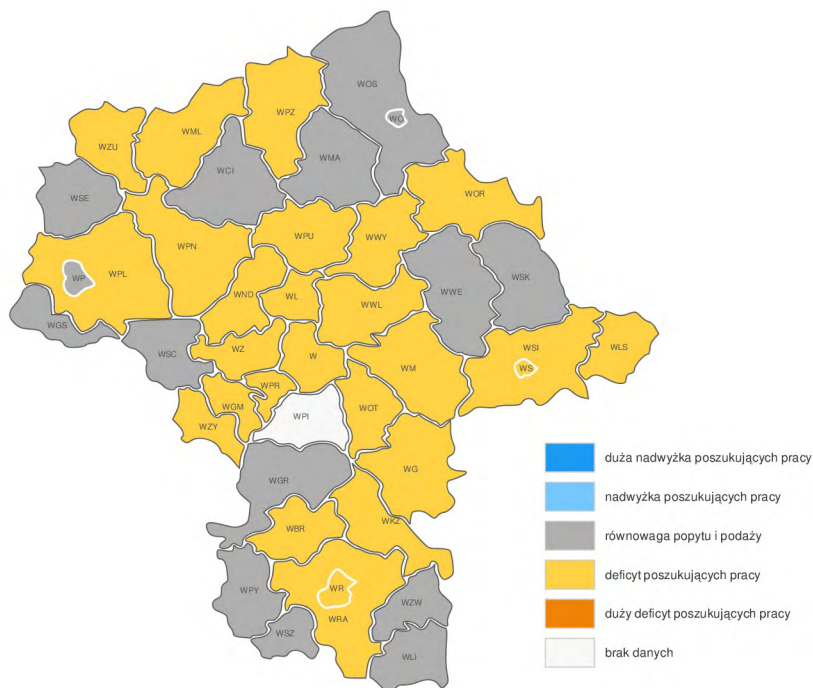 WOS
WO
WPZ
WML
WZU
WMA
WCI
WSE
WOR
WPU
WWY
WPN
WP
WPL
WSK
WWE
WND
WL
WWL
WGS
WSC
WZ
W
WM
WSI
WLS
WS
WPR
WGM
WPI
WOT
WZY
WG
WGR
WKZ
WBR
WPY
WR
WRA
WZW
WSZ
WLI
duża nadwyżka poszukujących pracy
nadwyżka poszukujących pracy
równowaga popytu i podaży
deficyt poszukujących pracy
duży deficyt poszukujących pracy
brak danych